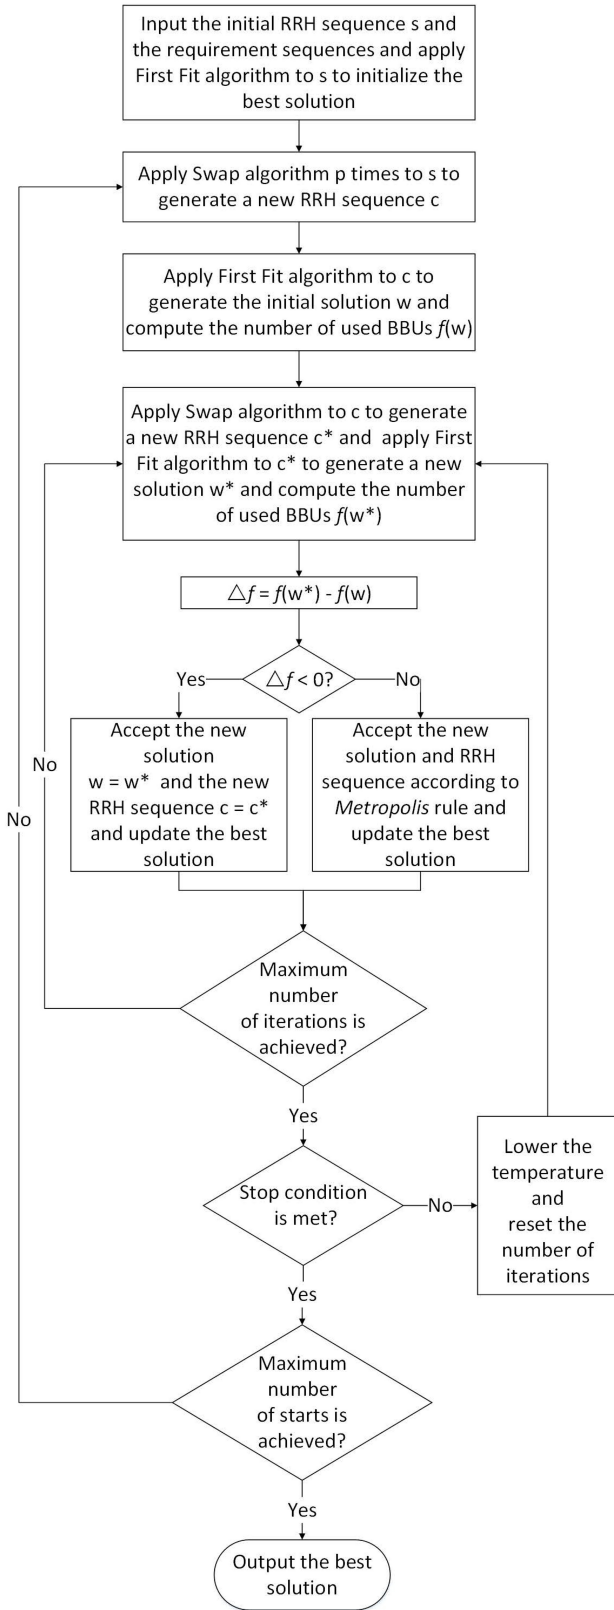 Input the initial RRH sequence s and
the requirement sequences and apply
First Fit algorithm to s to initialize the
best solution
Apply Swap algorithm p times to s to
generate a new RRH sequence c
Apply First Fit algorithm to c to
generate the initial solution w and
compute the number of used BBUs f(w)
Apply Swap algorithm to c to generate
a new RRH sequence c* and apply First
Fit algorithm to c* to generate a new
solution w* and compute the number
of used BBUs f(w*)
△f = f(w*) - f(w)
△f < 0?
Yes
No
Accept the new
solution
w = w* and the new
RRH sequence c = c*
and update the best
solution
Accept the new
solution and RRH
sequence according to
Metropolis rule and
update the best
solution
No
No
Maximum
number
of iterations is
achieved?
Yes
Stop condition
is met?
No
Lower the
temperature
and
reset the
number of
iterations
Yes
Maximum
number
of starts is
achieved?
Yes
Output the best
solution